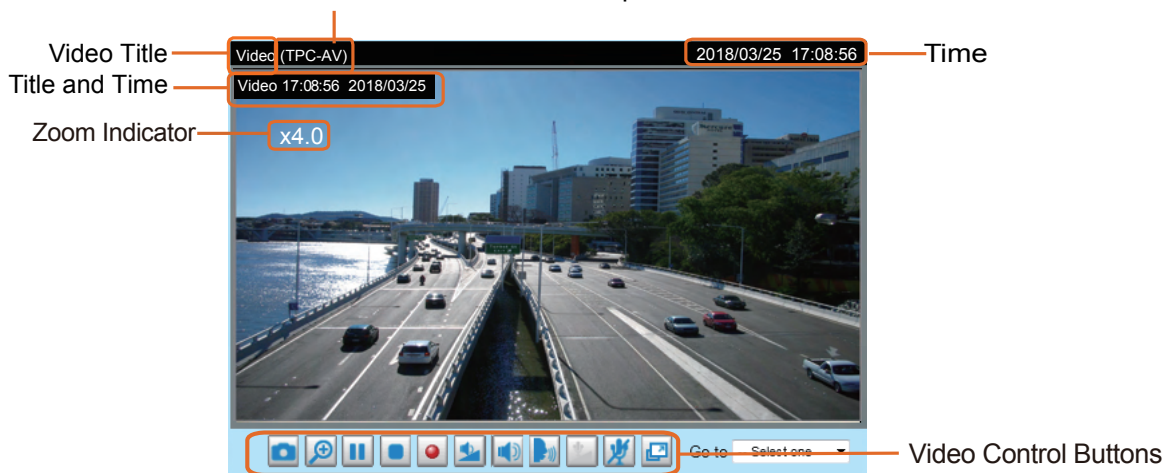 Video Title
Video (TPC-AV)
2018/03/25 17:08:56
Time
Title and Time
Video 17:08:56 2018/03/25
Zoom Indicator
x4.0
Go to
Select one
Video Control Buttons